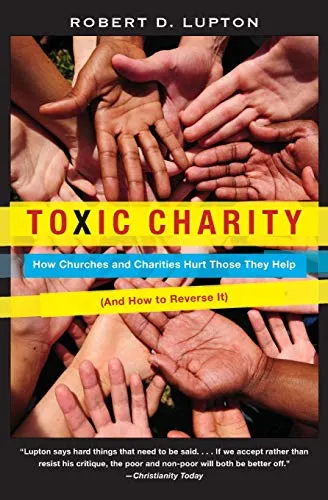 ROBERT D. LUPTON
TOXIC CHARITY
How Churches and Charities Hurt Those They Help
(And How to Reverse It)
"Lupton says hard things that need to be said. . . . If we accept rather
than resist his critique, the poor and non-poor will both be better off."
—Christianity Today